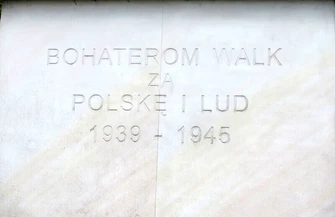 BOHATEROM WALK
ZA
POLSKĘ I LUD
1939 - 1945